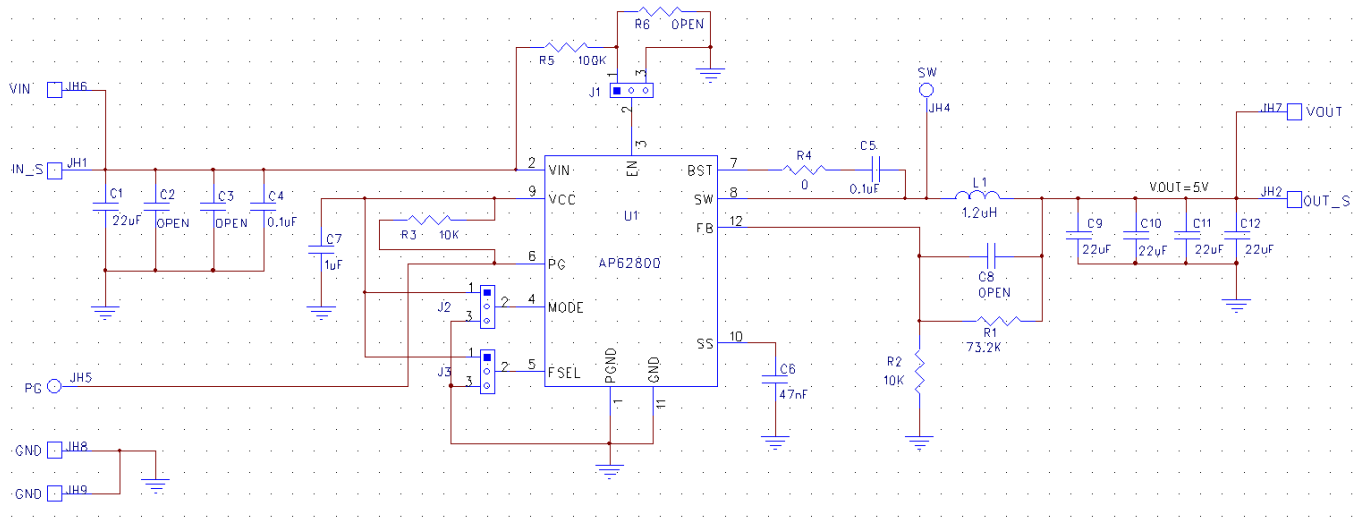 R6 OPEN
R5 100K
1 3
J1
2
SW
JH4
VIN JH6
JH7 VOUT
IN_S JH1
3
2 VIN EN BST 7 R4 0 C5 0.1uF
9 VCC U1 SW 8 L1 1.2uH VOUT=5V JH2 OUT_S
FB 12
C1 22uF C2 OPEN C3 OPEN C4 0.1uF
C9 22uF C10 22uF C11 22uF C12 22uF
C7 1uF R3 10K
6 PG AP62800
C8 OPEN
1 J2 2 4 MODE
3
R1 73.2K
SS 10
1 J3 2 5 FSEL
3
PGND GND
R2 10K
C6 47nF
PG JH5
1 11
GND JH8
GND JH9